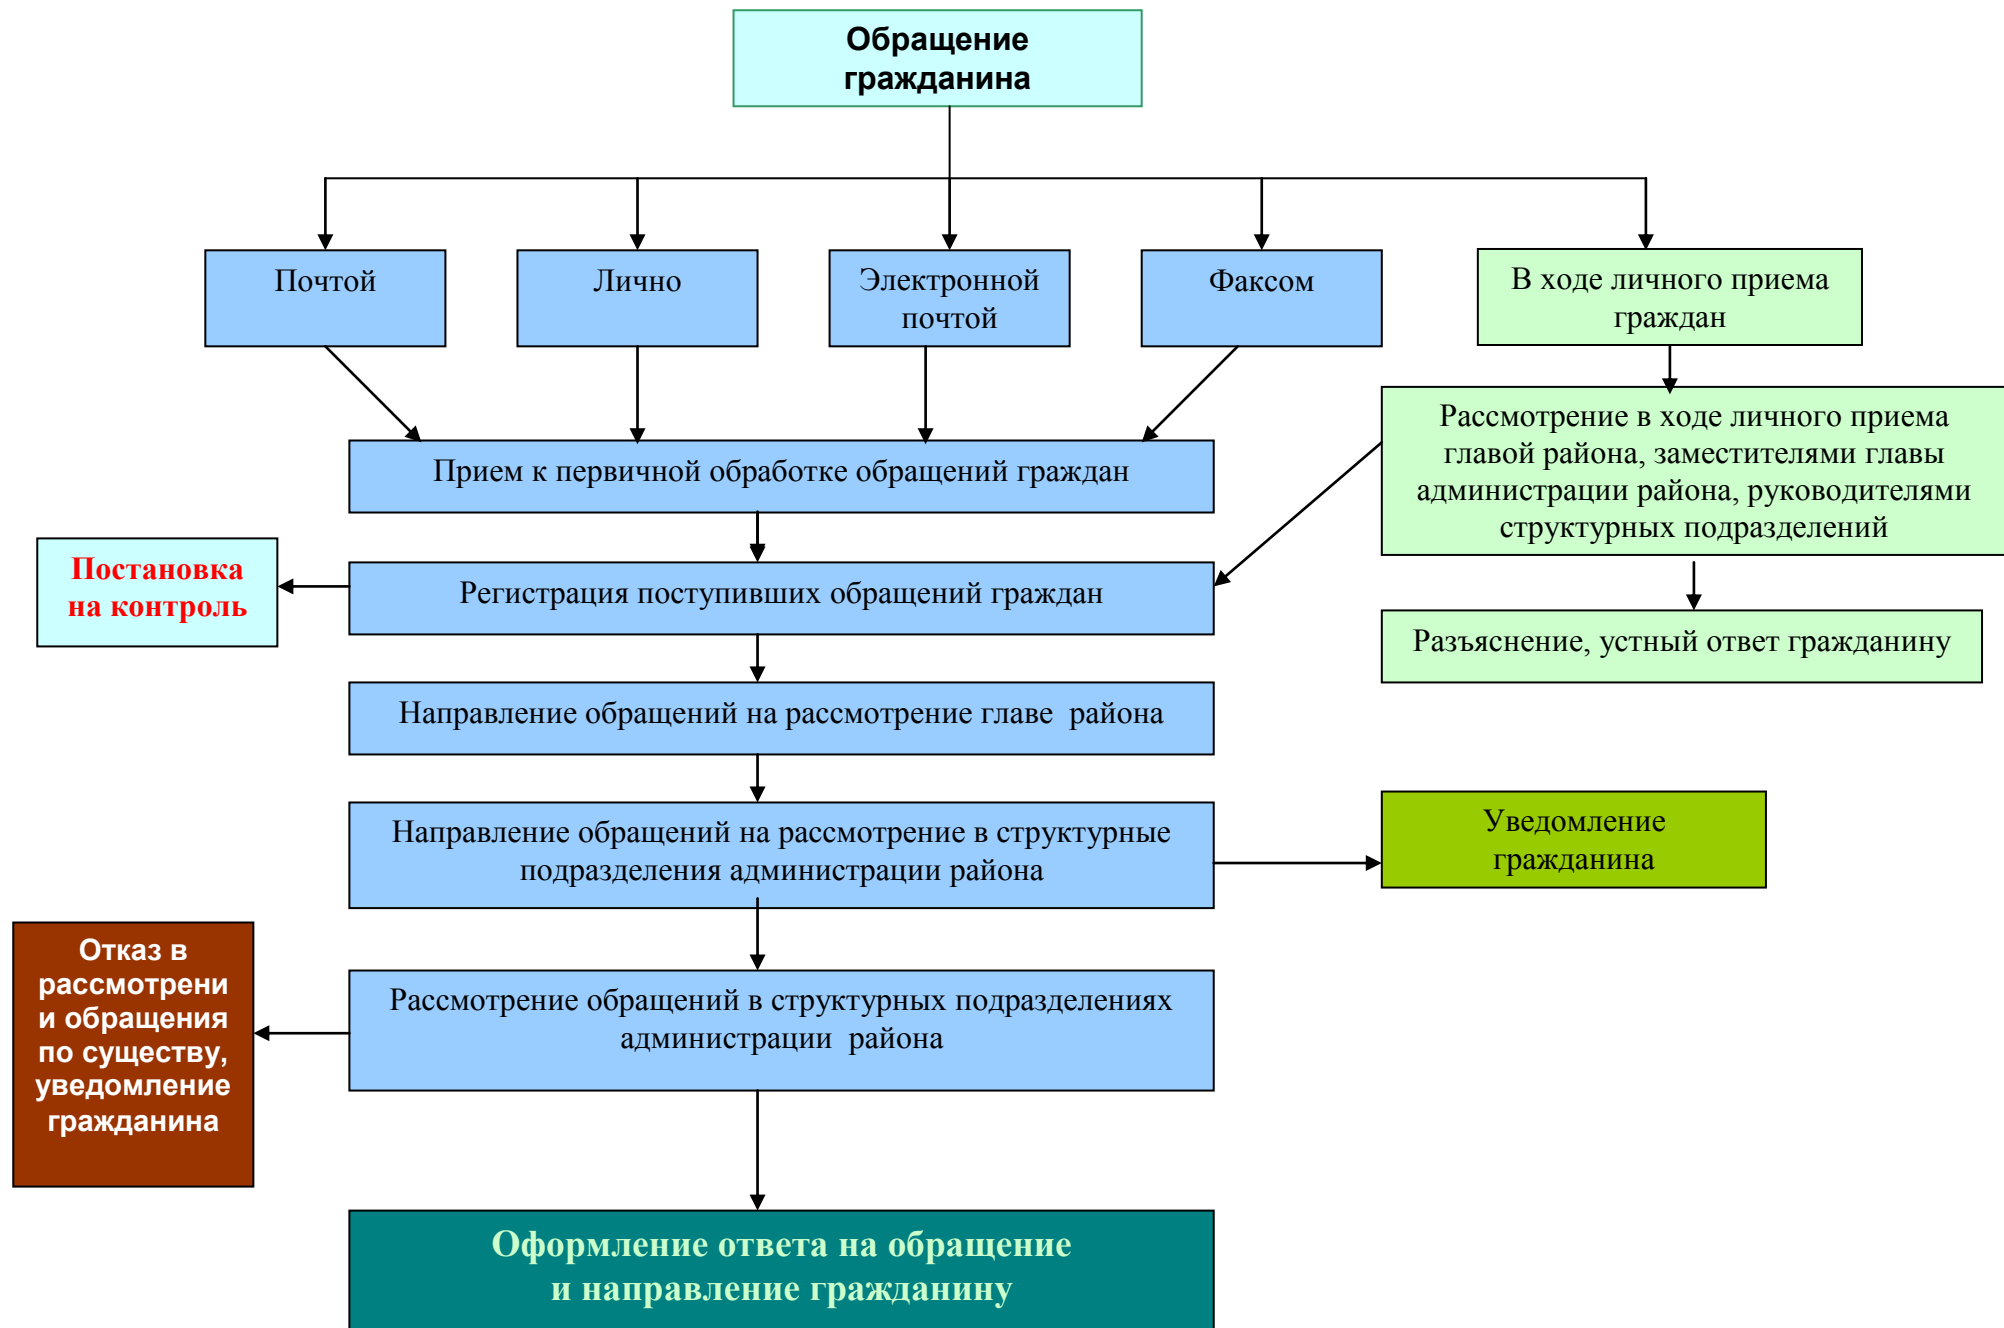 Обращение
гражданина
Почтой
Лично
Электронной
почтой
Факсом
В ходе личного приема
граждан
Рассмотрение в ходе личного приема
главой района, заместителями главы
администрации района, руководителями
структурных подразделений
Прием к первичной обработке обращений граждан
Постановка
на контроль
Регистрация поступивших обращений граждан
Разъяснение, устный ответ гражданину
Направление обращений на рассмотрение главе  района
Направление обращений на рассмотрение в структурные
подразделения администрации района
Уведомление
гражданина
Отказ в
рассмотрени
и обращения
по существу,
уведомление
гражданина
Рассмотрение обращений в структурных подразделениях
администрации  района
Оформление ответа на обращение
и направление гражданину